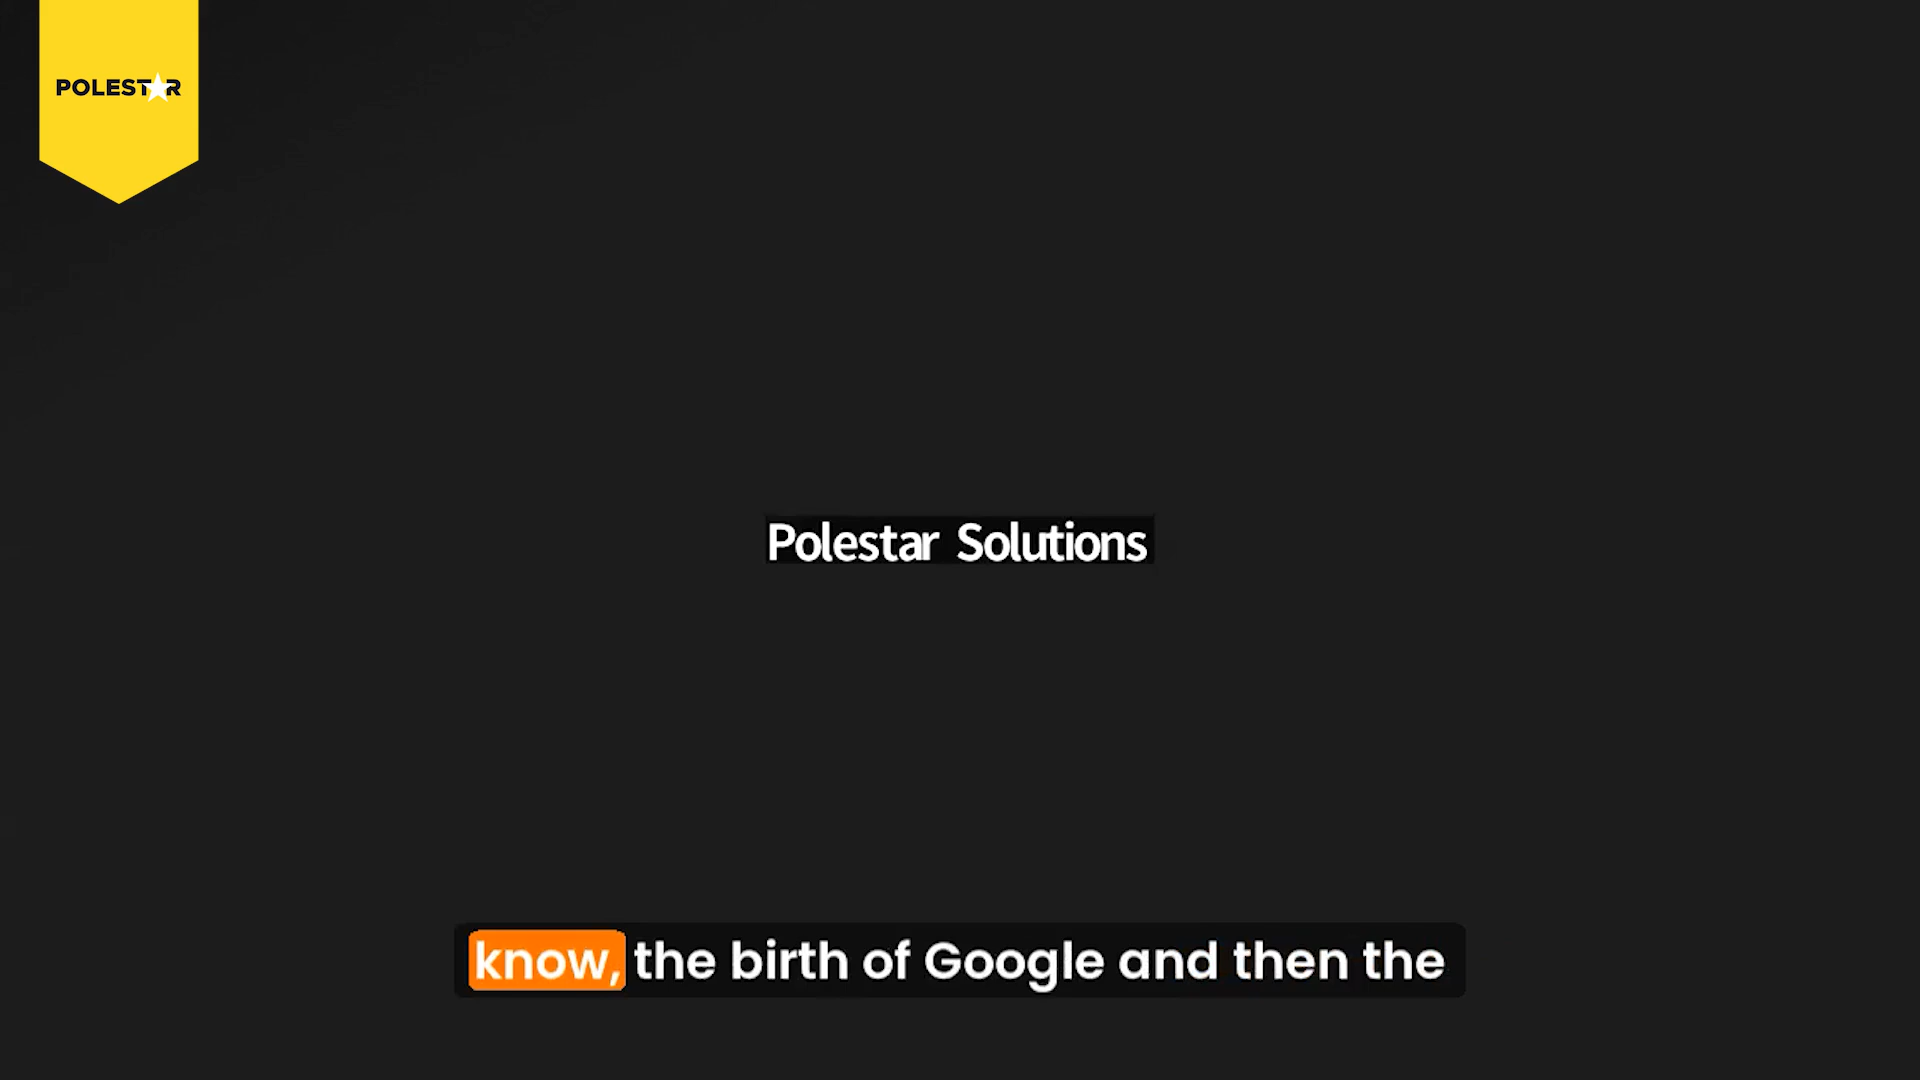 POLESTAR
Polestar Solutions
know, the birth of Google and then the